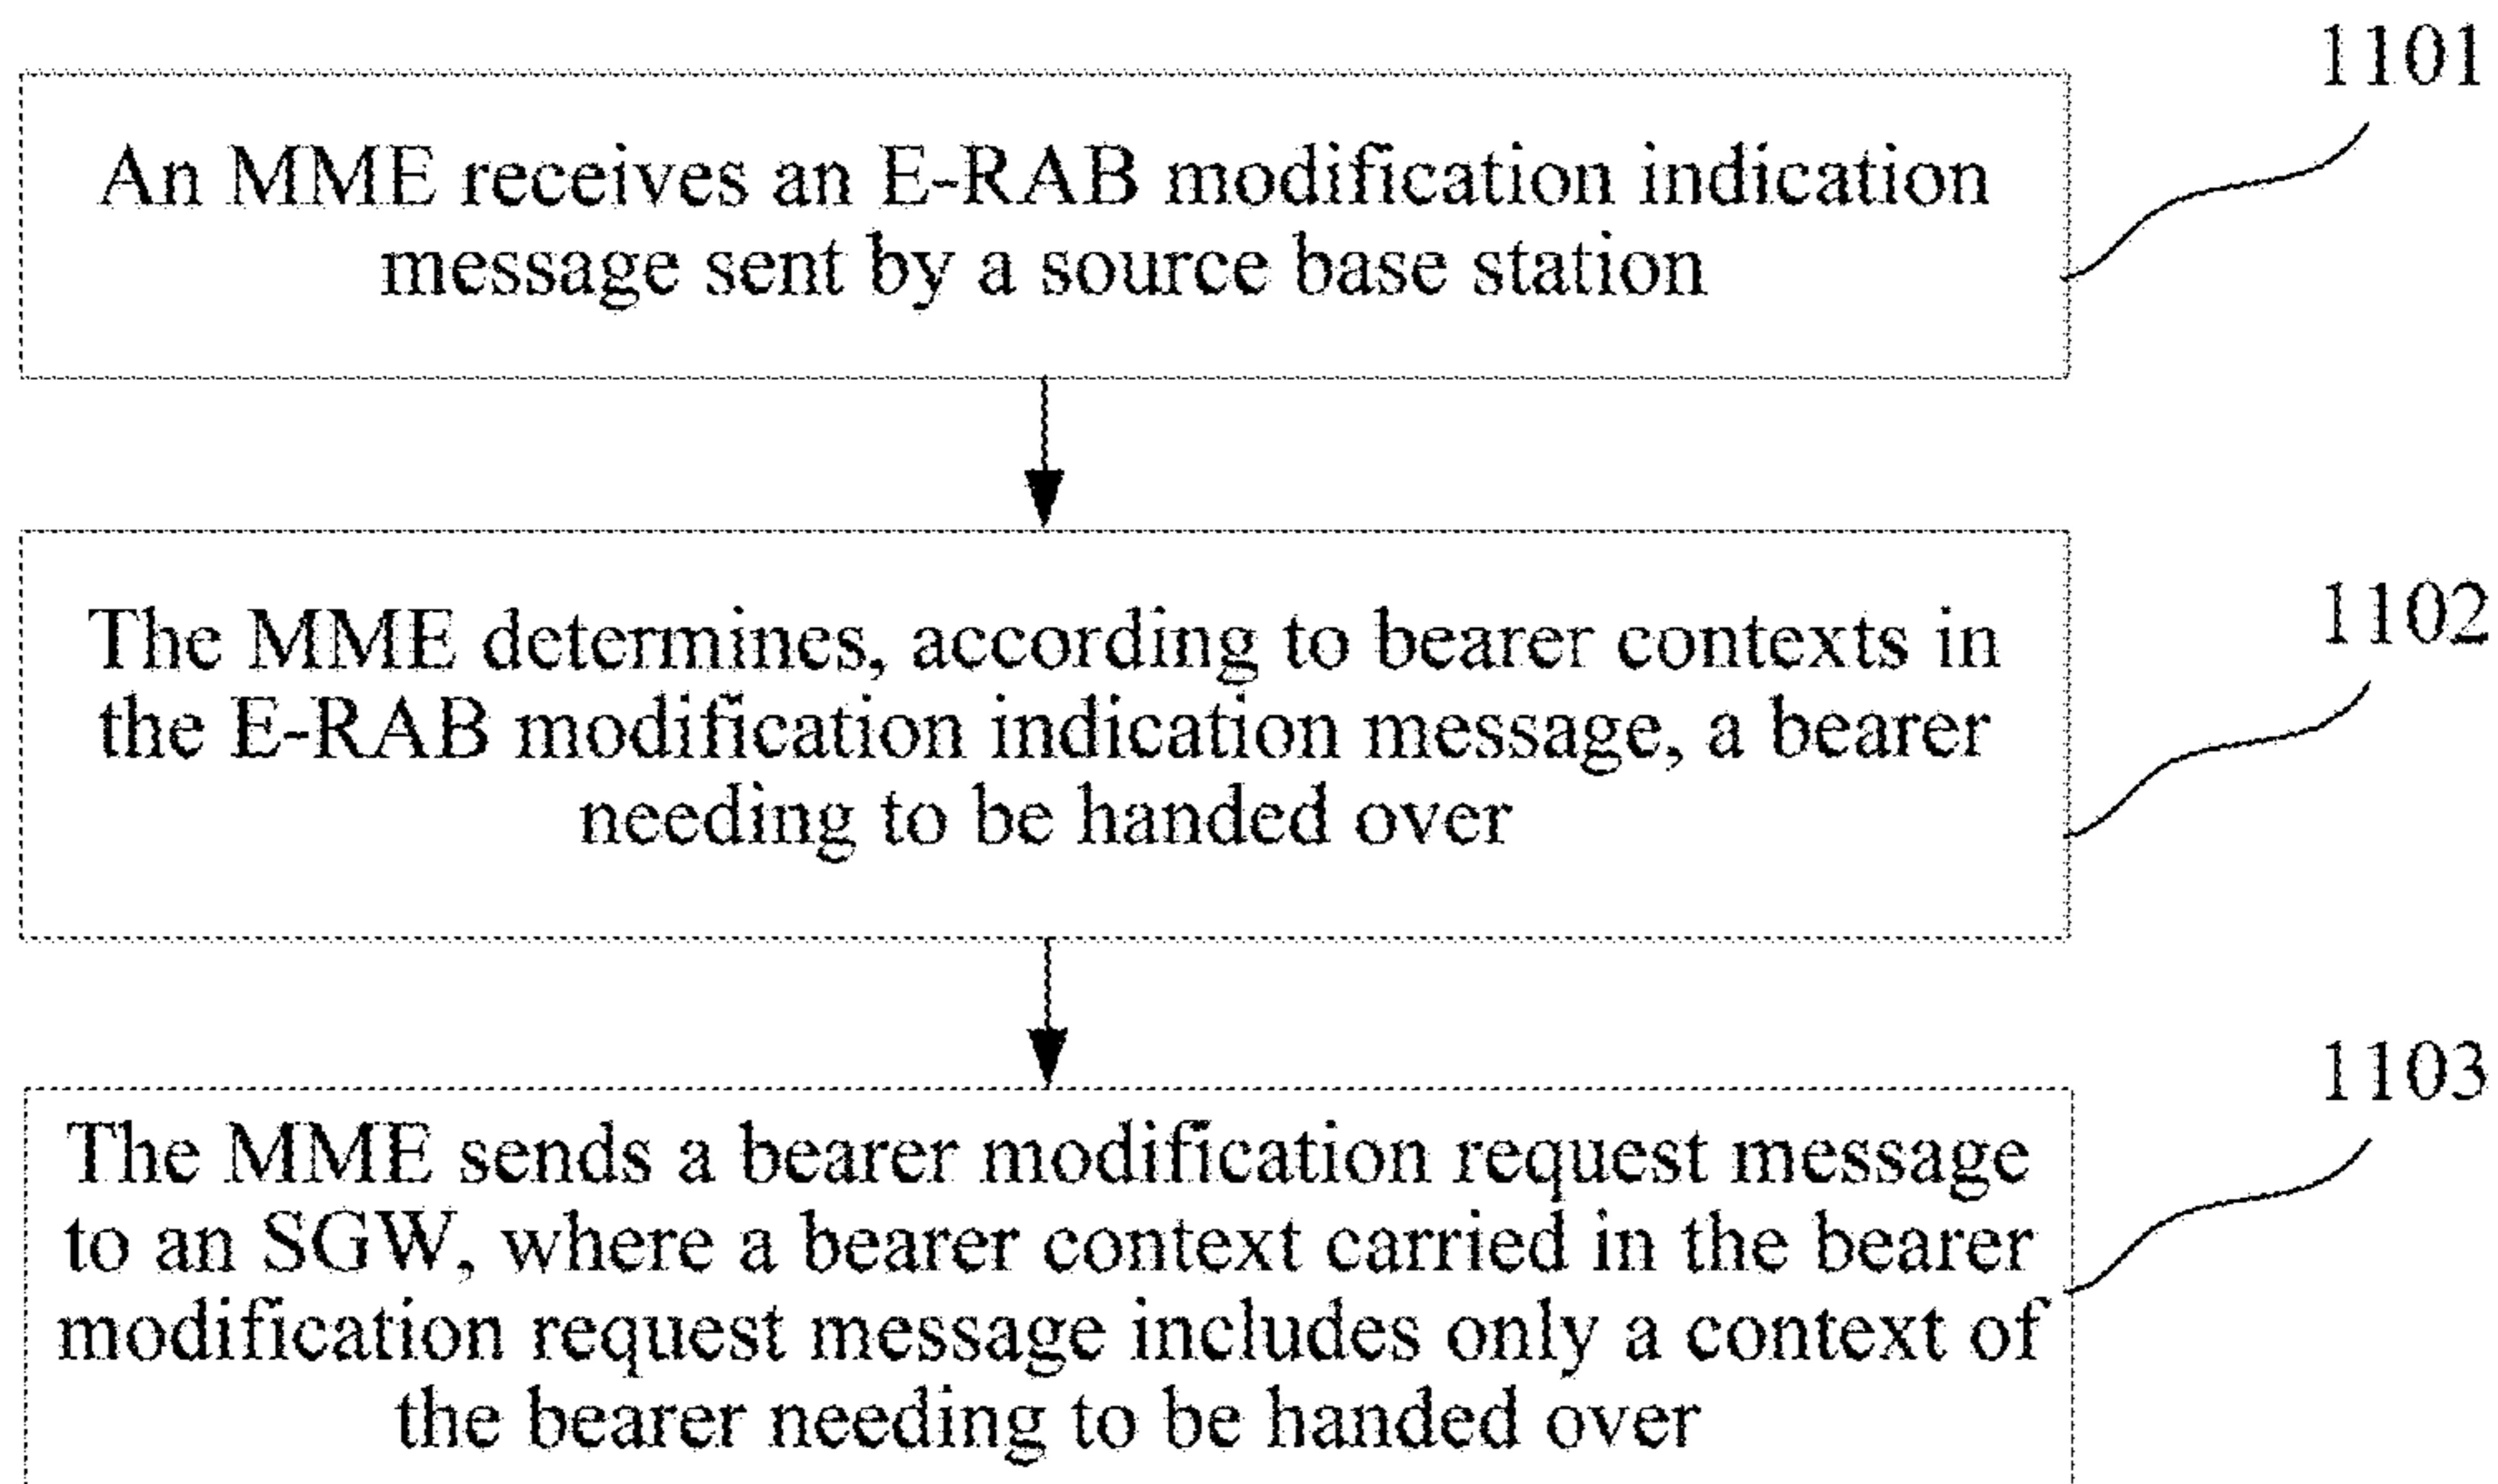 1101
An MME receives an E-RAB modification indication
message sent by a source base station
1102
The MME determines, according to bearer contexts in
the E-RAB modification indication message, a bearer
needing to be handed over
1103
The MME sends a bearer modification request message
to an SGW, where a bearer context carried in the bearer
modification request message includes only a context of
the bearer needing to be handed over